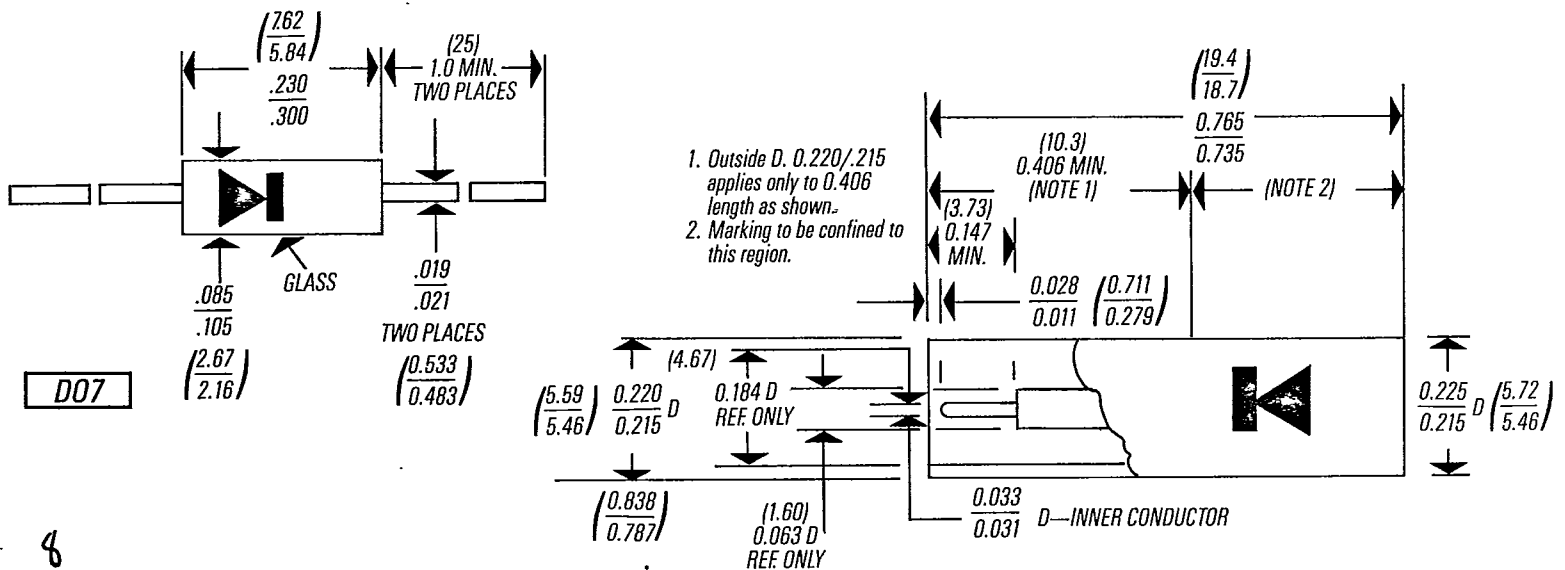 (7.62/5.84)
.230/.300
(25)
1.0 MIN.
TWO PLACES
GLASS
.085/.105
(2.67/2.16)
.019/.021
TWO PLACES
(0.533/0.483)
D07
8
1. Outside D. 0.220/.215
applies only to 0.406
length as shown.
2. Marking to be confined to
this region.
(19.4/18.7)
0.765/0.735
(10.3)
0.406 MIN.
(NOTE 1)
(NOTE 2)
(3.73)
0.147
MIN.
0.028/0.011 (0.711/0.279)
(5.59/5.46) 0.220/0.215 D
(4.67)
0.184 D
REF. ONLY
0.225/0.215 D (5.72/5.46)
(0.838/0.787)
(1.60)
0.063 D
REF. ONLY
0.033/0.031 D—INNER CONDUCTOR